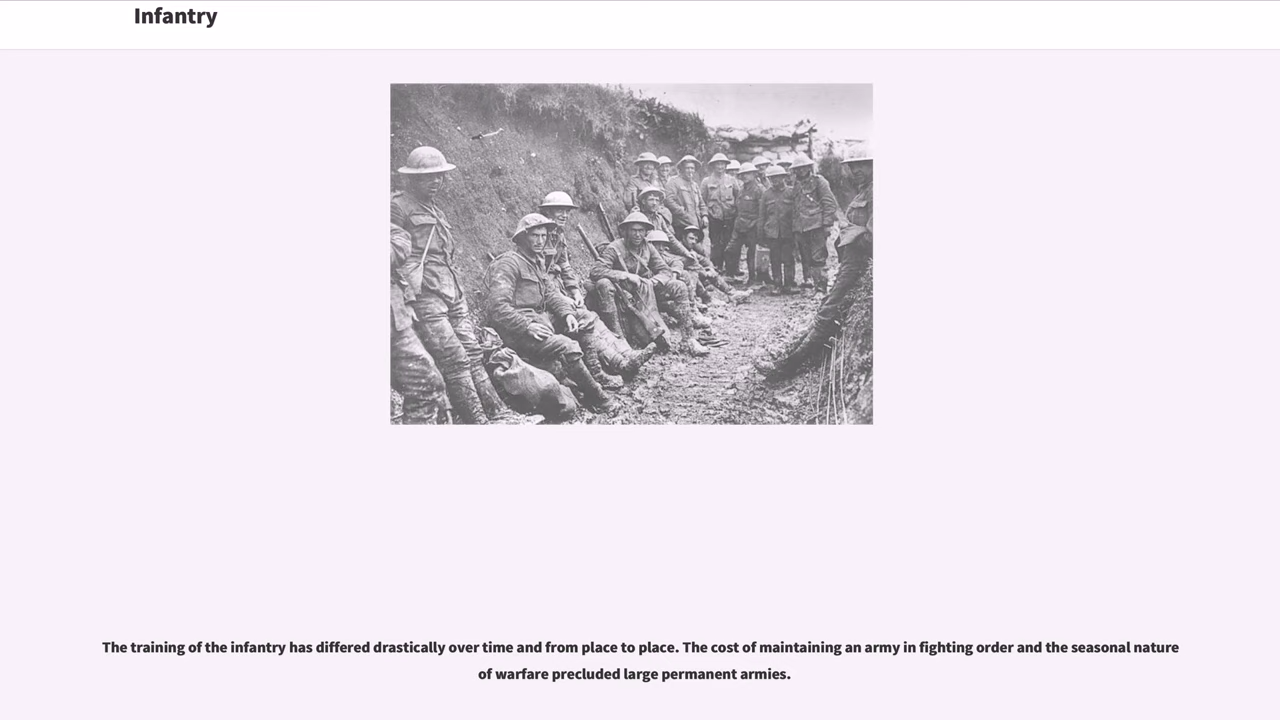 Infantry
The training of the infantry has differed drastically over time and from place to place. The cost of maintaining an army in fighting order and the seasonal nature
of warfare precluded large permanent armies.